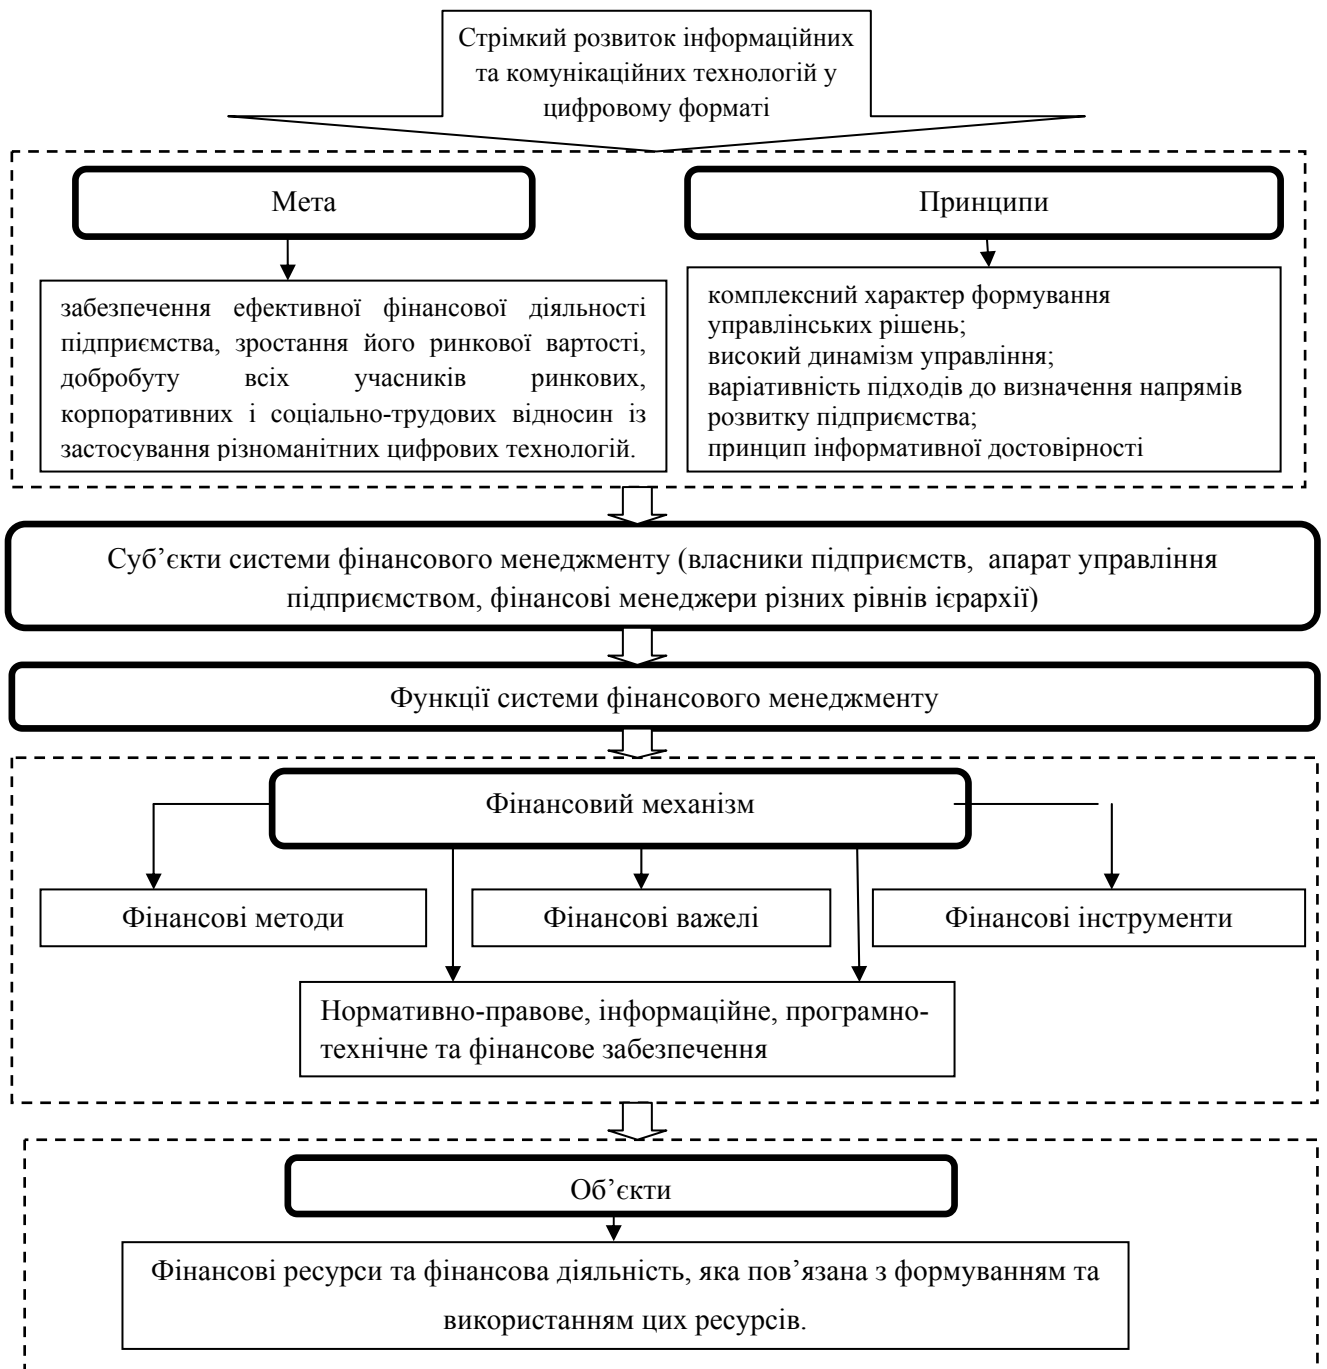 Стрімкий розвиток інформаційних
та комунікаційних технологій у
цифровому форматі
Мета
забезпечення ефективної фінансової діяльності
підприємства, зростання його ринкової вартості,
добробуту всіх учасників ринкових,
корпоративних і соціально-трудових відносин із
застосування різноманітних цифрових технологій.
Принципи
комплексний характер формування
управлінських рішень;
високий динамізм управління;
варіативність підходів до визначення напрямів
розвитку підприємства;
принцип інформативної достовірності
Суб’єкти системи фінансового менеджменту (власники підприємств, апарат управління
підприємством, фінансові менеджери різних рівнів ієрархії)
Функції системи фінансового менеджменту
Фінансовий механізм
Фінансові методи
Фінансові важелі
Фінансові інструменти
Нормативно-правове, інформаційне, програмно-
технічне та фінансове забезпечення
Об’єкти
Фінансові ресурси та фінансова діяльність, яка пов’язана з формуванням та
використанням цих ресурсів.